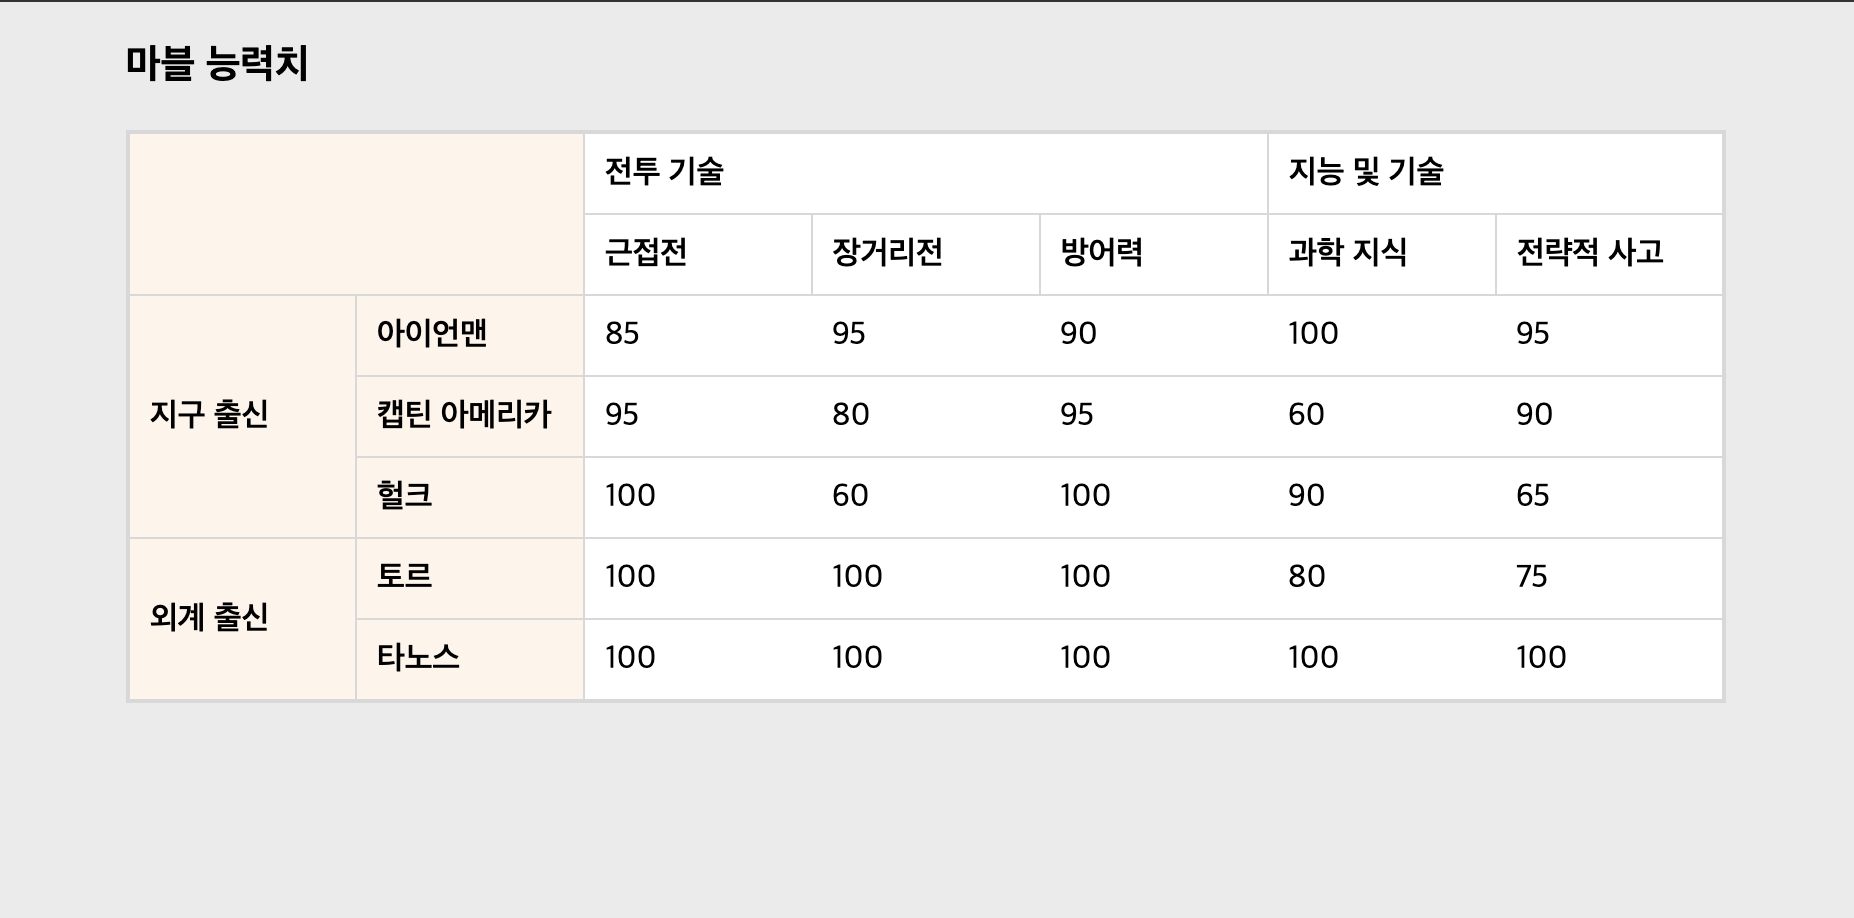 마블 능력치
전투 기술 지능 및 기술
근접전 장거리전 방어력 과학 지식 전략적 사고
지구 출신
아이언맨 85 95 90 100 95
캡틴 아메리카 95 80 95 60 90
헐크 100 60 100 90 65
외계 출신
토르 100 100 100 80 75
타노스 100 100 100 100 100